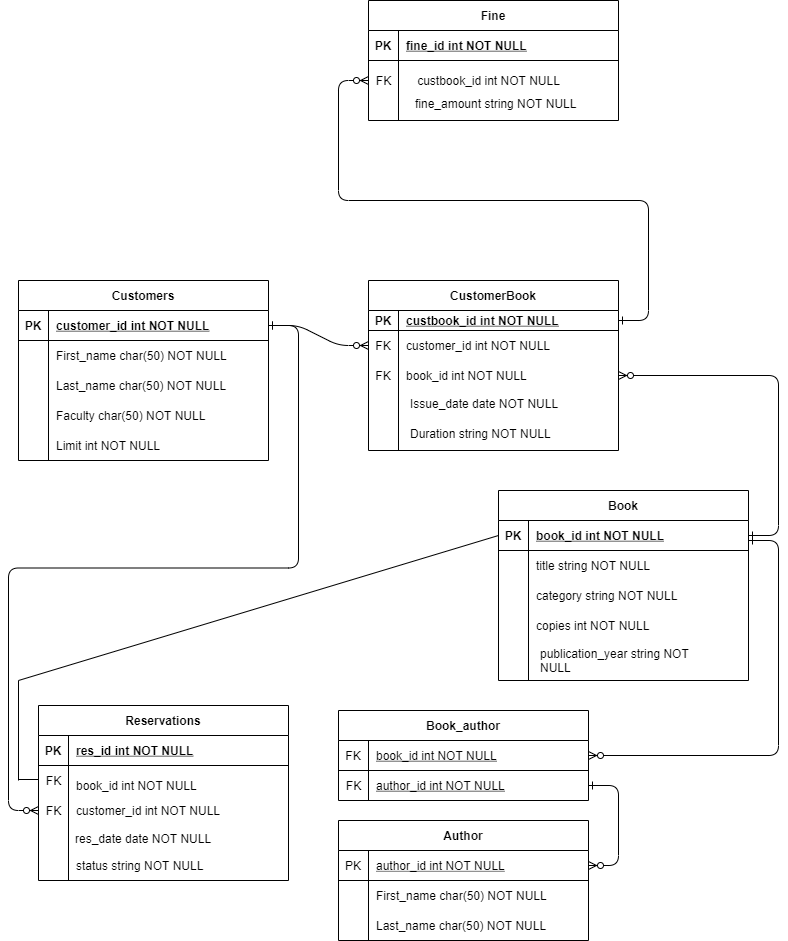 Fine
PK fine_id int NOT NULL
FK custbook_id int NOT NULL
fine_amount string NOT NULL
Customers
PK customer_id int NOT NULL
First_name char(50) NOT NULL
Last_name char(50) NOT NULL
Faculty char(50) NOT NULL
Limit int NOT NULL
CustomerBook
PK custbook_id int NOT NULL
FK customer_id int NOT NULL
FK book_id int NOT NULL
Issue_date date NOT NULL
Duration string NOT NULL
Book
PK book_id int NOT NULL
title string NOT NULL
category string NOT NULL
copies int NOT NULL
publication_year string NOT
NULL
Reservations
PK res_id int NOT NULL
FK book_id int NOT NULL
FK customer_id int NOT NULL
res_date date NOT NULL
status string NOT NULL
Book_author
FK book_id int NOT NULL
FK author_id int NOT NULL
Author
PK author_id int NOT NULL
First_name char(50) NOT NULL
Last_name char(50) NOT NULL